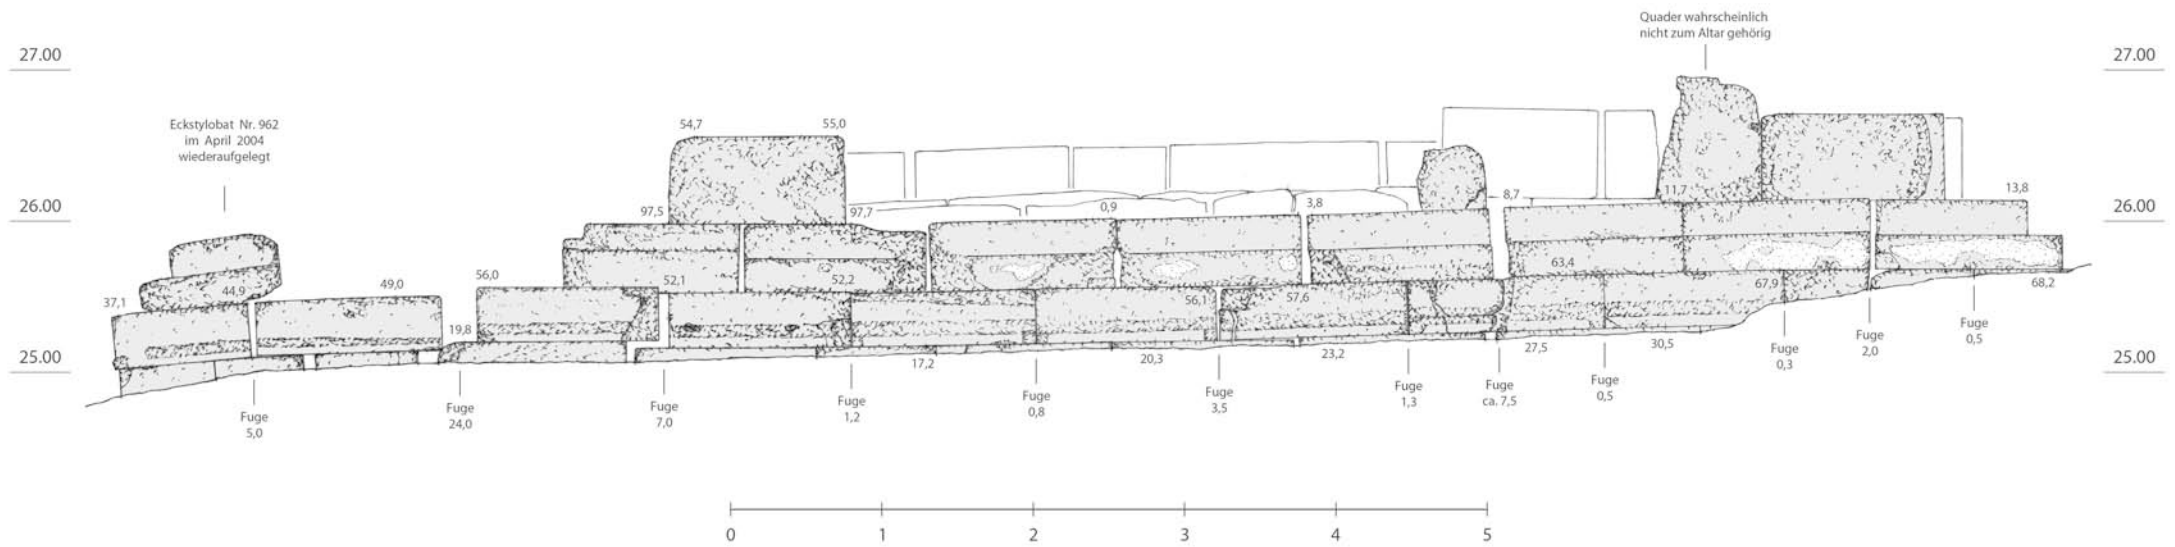 Quader wahrscheinlich
nicht zum Altar gehörig
27.00
27.00
Eckstylobat Nr. 962
im April 2004
wiederaufgelegt
54,7
55,0
26.00
26.00
97,5
97,7
0,9
3,8
8,7
11,7
13,8
37,1
44,9
49,0
56,0
52,1
52,2
56,1
57,6
63,4
67,9
68,2
19,8
17,2
20,3
23,2
27,5
30,5
25.00
25.00
Fuge
5,0
Fuge
24,0
Fuge
7,0
Fuge
1,2
Fuge
0,8
Fuge
3,5
Fuge
1,3
Fuge
ca. 7,5
Fuge
0,5
Fuge
0,3
Fuge
2,0
Fuge
0,5
0 1 2 3 4 5